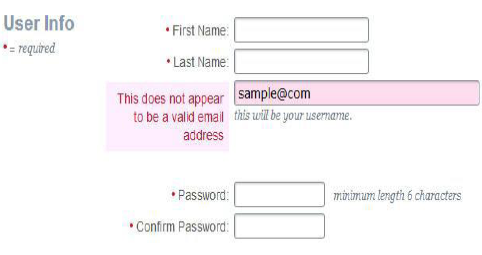 User Info
• = required
• First Name:
• Last Name:
This does not appear to be a valid email address
sample@com
this will be your username.
• Password:
minimum length 6 characters
• Confirm Password: